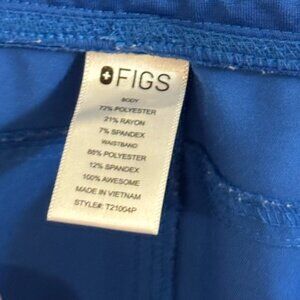 FIGS
BODY
72% POLYESTER
21% RAYON
7% SPANDEX
WAISTBAND
88% POLYESTER
12% SPANDEX
100% AWESOME
MADE IN VIETNAM
STYLE#: T21004P